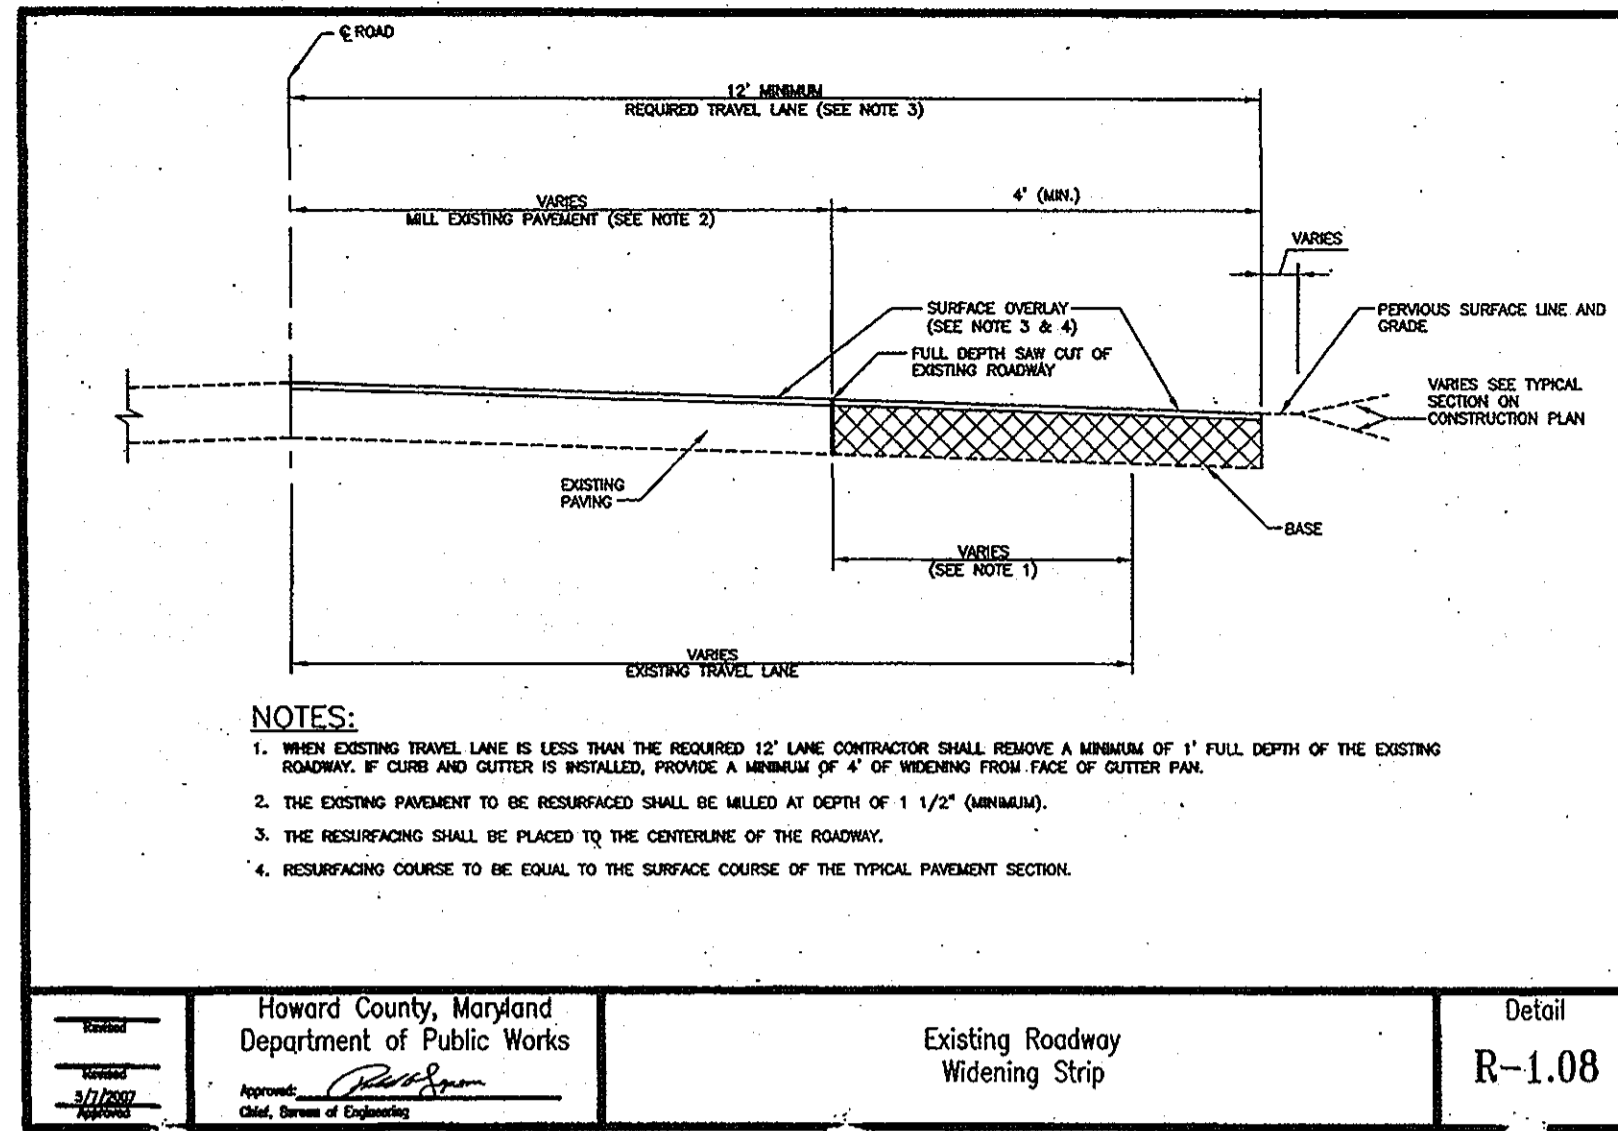 ℄ ROAD
12' MINIMUM
REQUIRED TRAVEL LANE (SEE NOTE 3)
VARIES
MILL EXISTING PAVEMENT (SEE NOTE 2)
4' (MIN.)
VARIES
SURFACE OVERLAY
(SEE NOTE 3 & 4)
PERVIOUS SURFACE LINE AND
GRADE
FULL DEPTH SAW CUT OF
EXISTING ROADWAY
VARIES SEE TYPICAL
SECTION ON
CONSTRUCTION PLAN
EXISTING
PAVING
BASE
VARIES
(SEE NOTE 1)
VARIES
EXISTING TRAVEL LANE
NOTES:
1. WHEN EXISTING TRAVEL LANE IS LESS THAN THE REQUIRED 12' LANE CONTRACTOR SHALL REMOVE A MINIMUM OF 1' FULL DEPTH OF THE EXISTING
ROADWAY. IF CURB AND GUTTER IS INSTALLED, PROVIDE A MINIMUM OF 4' OF WIDENING FROM FACE OF GUTTER PAN.
2. THE EXISTING PAVEMENT TO BE RESURFACED SHALL BE MILLED AT DEPTH OF 1 1/2" (MINIMUM).
3. THE RESURFACING SHALL BE PLACED TO THE CENTERLINE OF THE ROADWAY.
4. RESURFACING COURSE TO BE EQUAL TO THE SURFACE COURSE OF THE TYPICAL PAVEMENT SECTION.
Revised
Revised
3/7/2007
Approved
Howard County, Maryland
Department of Public Works
Approved:
Chief, Bureau of Engineering
Existing Roadway
Widening Strip
Detail
R-1.08